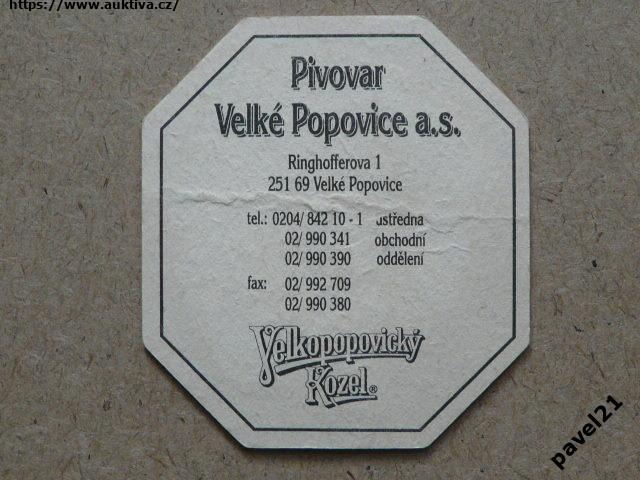 https://www.auktiva.cz/
Pivovar
Velké Popovice a.s.
Ringhofferova 1
251 69 Velké Popovice
tel.: 0204/ 842 10 - 1 ustředna
02/ 990 341 obchodní
02/ 990 390 oddělení
fax: 02/ 992 709
02/ 990 380
Velkopopovický
Kozel®
pavel21